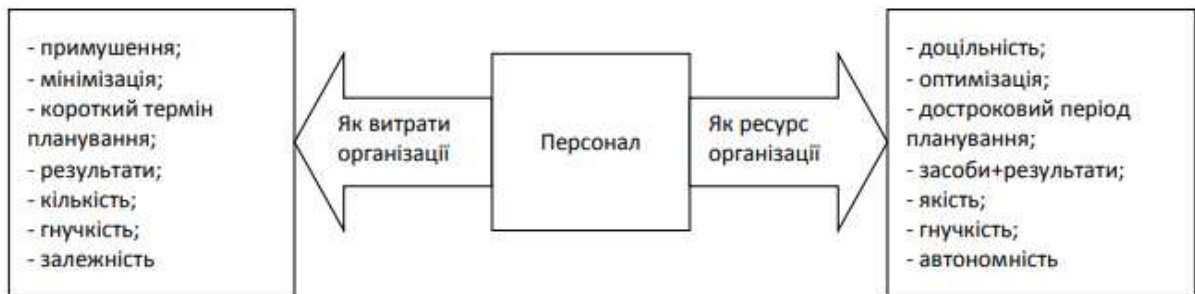 - примушення;
- мінімізація;
- короткий термін
планування;
- результати;
- кількість;
- гнучкість;
- залежність
Як витрати
організації
Персонал
Як ресурс
організації
- доцільність;
- оптимізація;
- достроковий період
планування;
- засоби+результати;
- якість;
- гнучкість;
- автономність